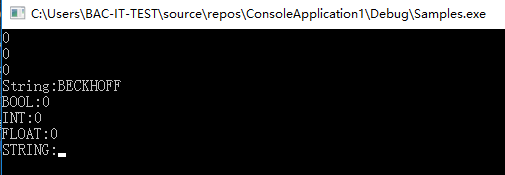 C:\Users\BAC-IT-TEST\source\repos\ConsoleApplication1\Debug\Samples.exe
0
0
0
String:BECKHOFF
BOOL:0
INT:0
FLOAT:0
STRING: